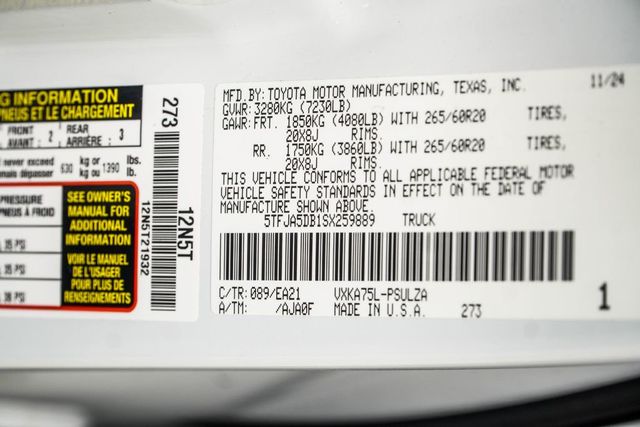 G INFORMATION
PNEUS ET LE CHARGEMENT
FRONT AVANT : 2 REAR ARRIÈRE : 3
never exceed
mais dépasser 630 kg or kg ou 1390 lbs. lb.
PRESSURE
PNEUS À FROID
35 PSI
35 PSI
36 PSI
SEE OWNER'S
MANUAL FOR
ADDITIONAL
INFORMATION
VOIR LE MANUEL
DE L'USAGER
POUR PLUS DE
RENSEIGNEMENTS
273
12N5T21932
12N5T
MFD.BY:TOYOTA MOTOR MANUFACTURING, TEXAS, INC. 11/24
GVWR:3280KG (7230LB)
GAWR:FRT. 1850KG (4080LB) WITH 265/60R20 TIRES,
20X8J RIMS.
RR. 1750KG (3860LB) WITH 265/60R20 TIRES,
20X8J RIMS.
THIS VEHICLE CONFORMS TO ALL APPLICABLE FEDERAL MOTOR
VEHICLE SAFETY STANDARDS IN EFFECT ON THE DATE OF
MANUFACTURE SHOWN ABOVE.
5TFJA5DB1SX259889 TRUCK
C/TR:089/EA21 VXKA75L-PSULZA
A/TM: /AJA0F MADE IN U.S.A. 273
1